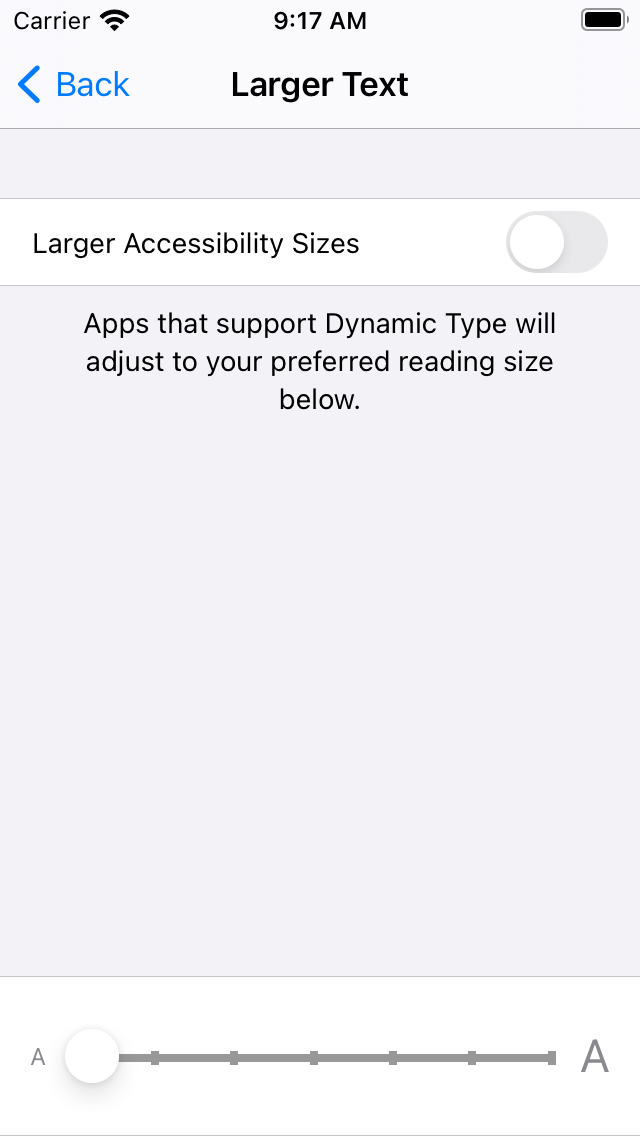 Carrier 9:17 AM
Back Larger Text
Larger Accessibility Sizes
Apps that support Dynamic Type will
adjust to your preferred reading size
below.
A A